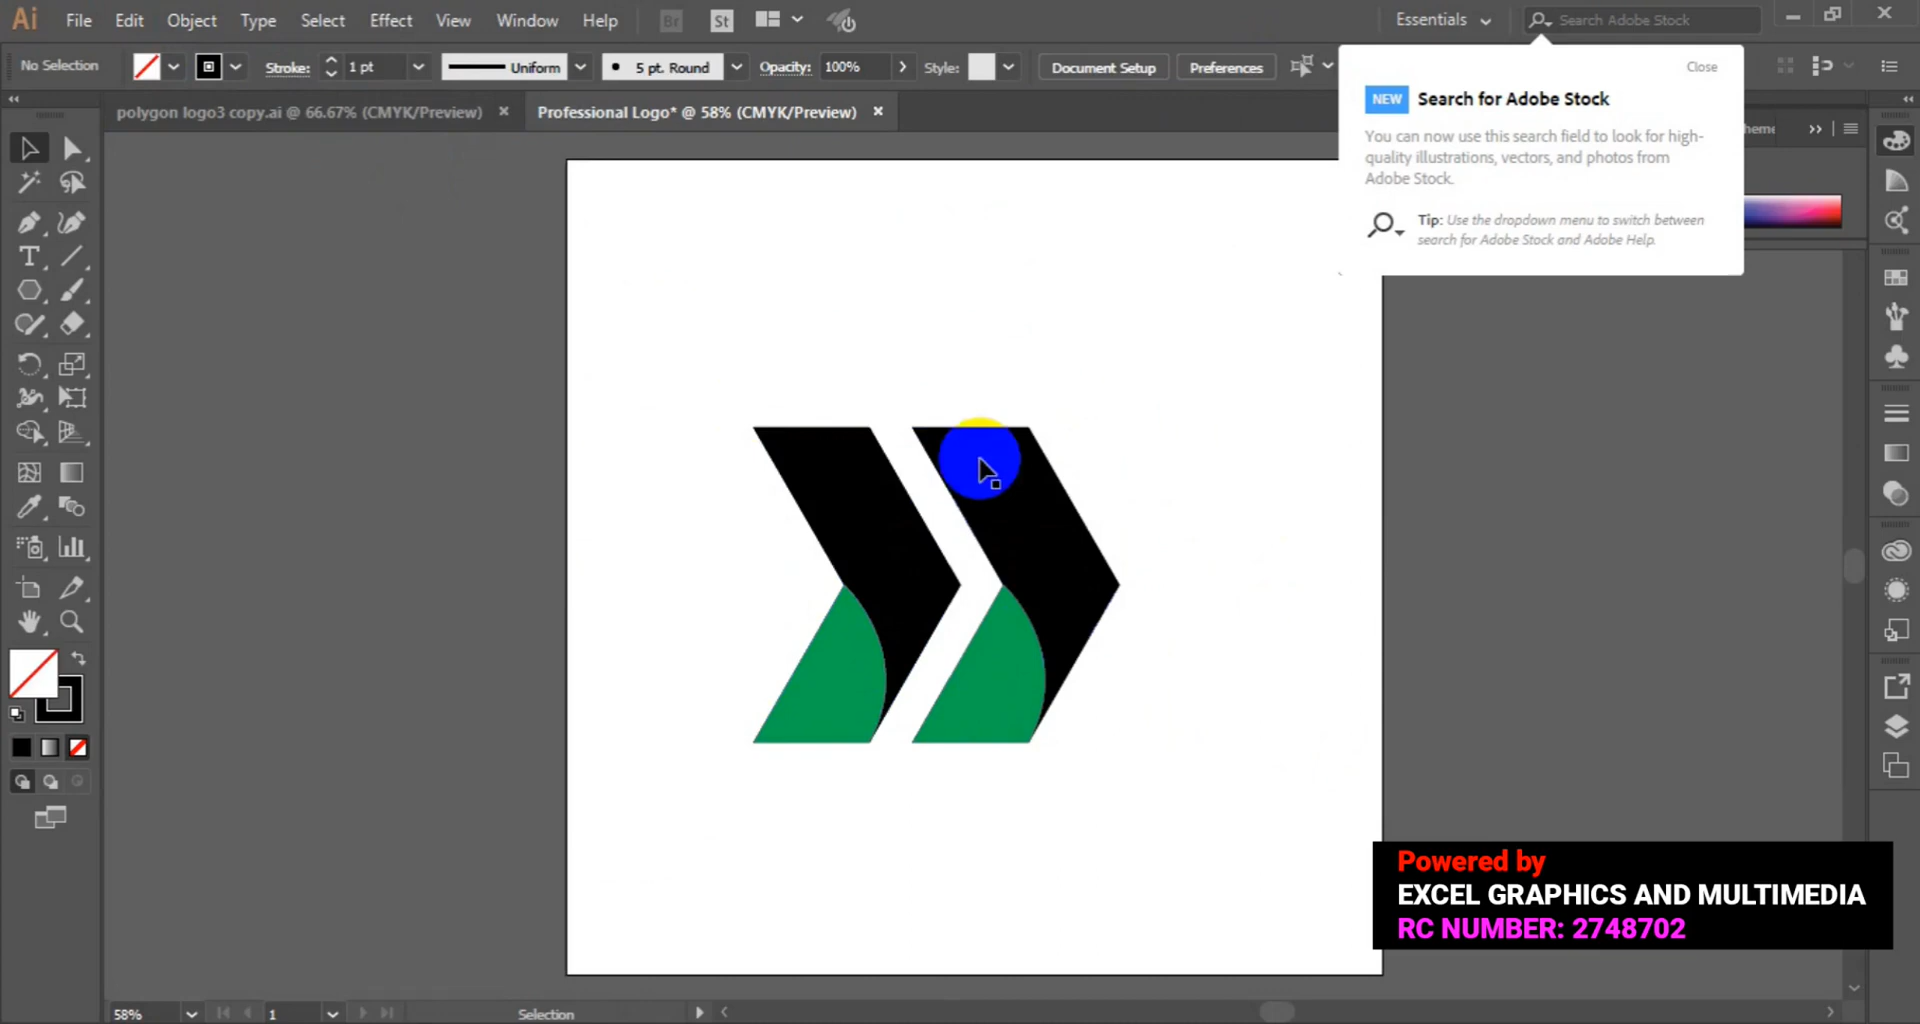 Ai File Edit Object Type Select Effect View Window Help Br St Essentials Search Adobe Stock
No Selection Stroke: 1 pt Uniform 5 pt. Round Opacity: 100% Style: Document Setup Preferences
polygon logo3 copy.ai @ 66.67% (CMYK/Preview) Professional Logo* @ 58% (CMYK/Preview)
Close
NEW Search for Adobe Stock
You can now use this search field to look for high-
quality illustrations, vectors, and photos from
Adobe Stock.
Tip: Use the dropdown menu to switch between
search for Adobe Stock and Adobe Help.
Powered by
EXCEL GRAPHICS AND MULTIMEDIA
RC NUMBER: 2748702
58% 1 Selection